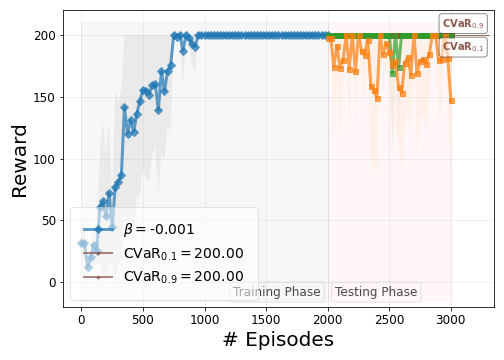 CVaR₀.₉
CVaR₀.₁
200
150
100
50
0
Reward
β = -0.001
CVaR₀.₁ = 200.00
CVaR₀.₉ = 200.00
Training Phase
Testing Phase
0 500 1000 1500 2000 2500 3000
# Episodes